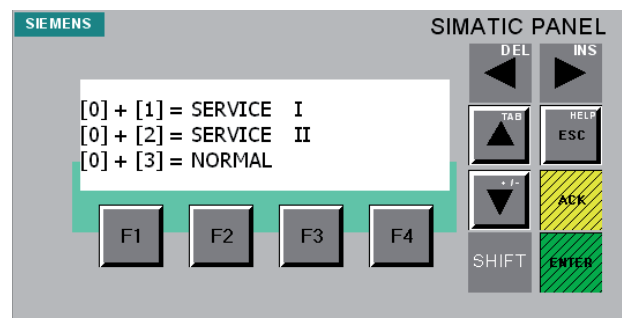 SIEMENS
SIMATIC PANEL
DEL
INS
[0] + [1] = SERVICE I
[0] + [2] = SERVICE II
[0] + [3] = NORMAL
TAB
HELP
ESC
+ / -
ACK
F1
F2
F3
F4
SHIFT
ENTER